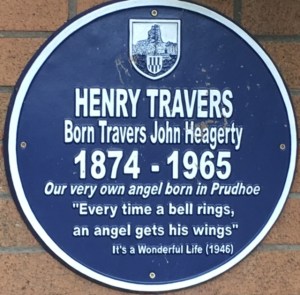 HENRY TRAVERS
Born Travers John Heagerty
1874 - 1965
Our very own angel born in Prudhoe
"Every time a bell rings,
an angel gets his wings"
It's a Wonderful Life (1946)